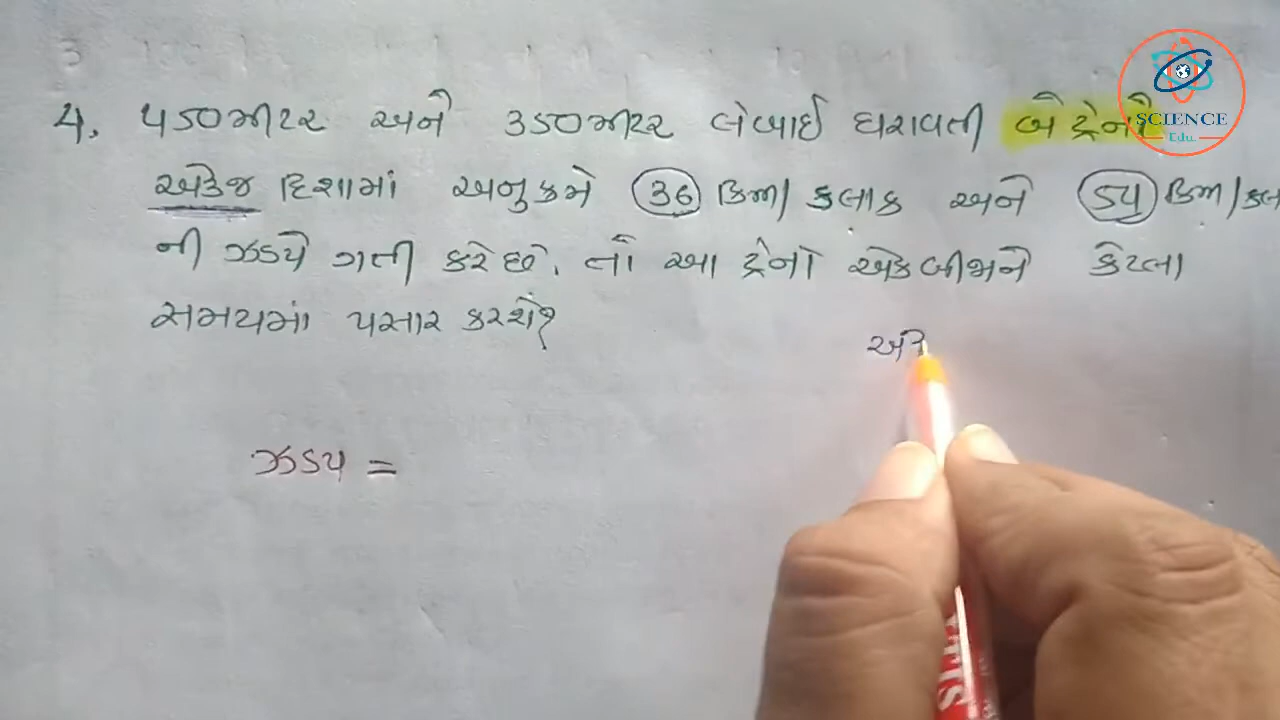 4. 450મીટર અને 350મીટર લંબાઈ ધરાવતી બે ટ્રેનો
એકજ દિશામાં અનુક્રમે 36 કિમી/કલાક અને 54 કિમી/કલ
ની ઝડપે ગતી કરે છે. તો આ ટ્રેનો એકબીજાને કેટલા
સમયમાં પસાર કરશે?
ઝડપ =
SCIENCE
Edu.